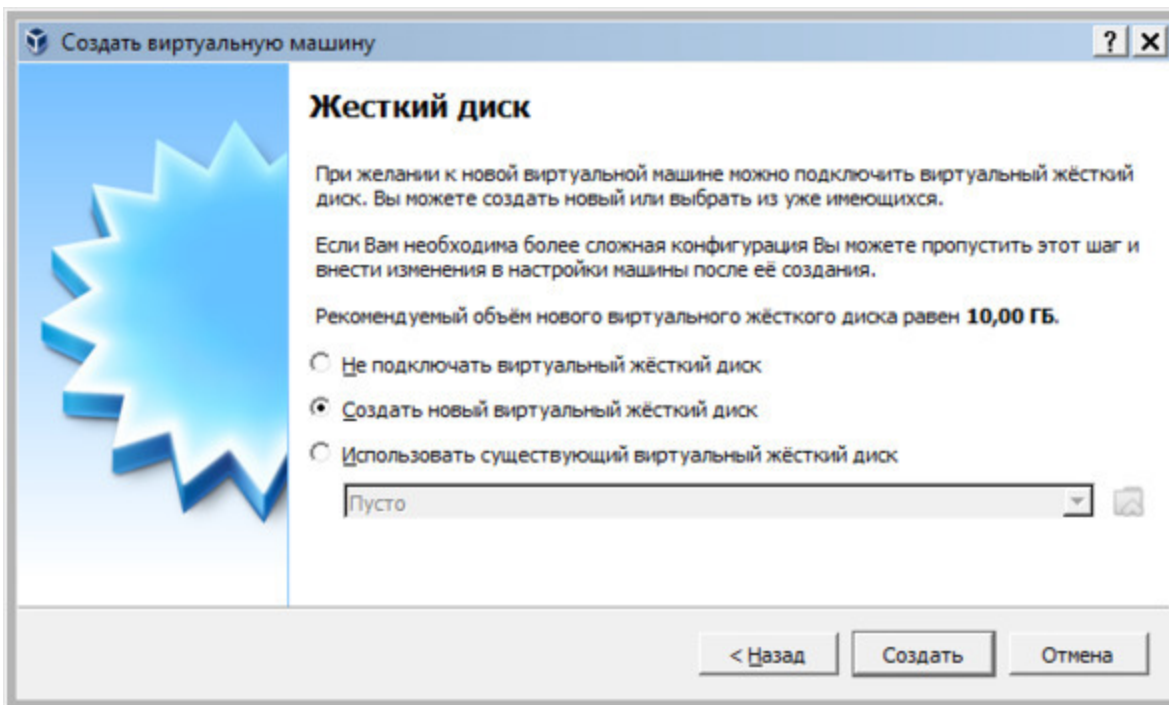 Создать виртуальную машину
?
Жесткий диск
При желании к новой виртуальной машине можно подключить виртуальный жёсткий
диск. Вы можете создать новый или выбрать из уже имеющихся.
Если Вам необходима более сложная конфигурация Вы можете пропустить этот шаг и
внести изменения в настройки машины после её создания.
Рекомендуемый объём нового виртуального жёсткого диска равен 10,00 ГБ.
Не подключать виртуальный жёсткий диск
Создать новый виртуальный жёсткий диск
Использовать существующий виртуальный жёсткий диск
Пусто
< Назад Создать Отмена